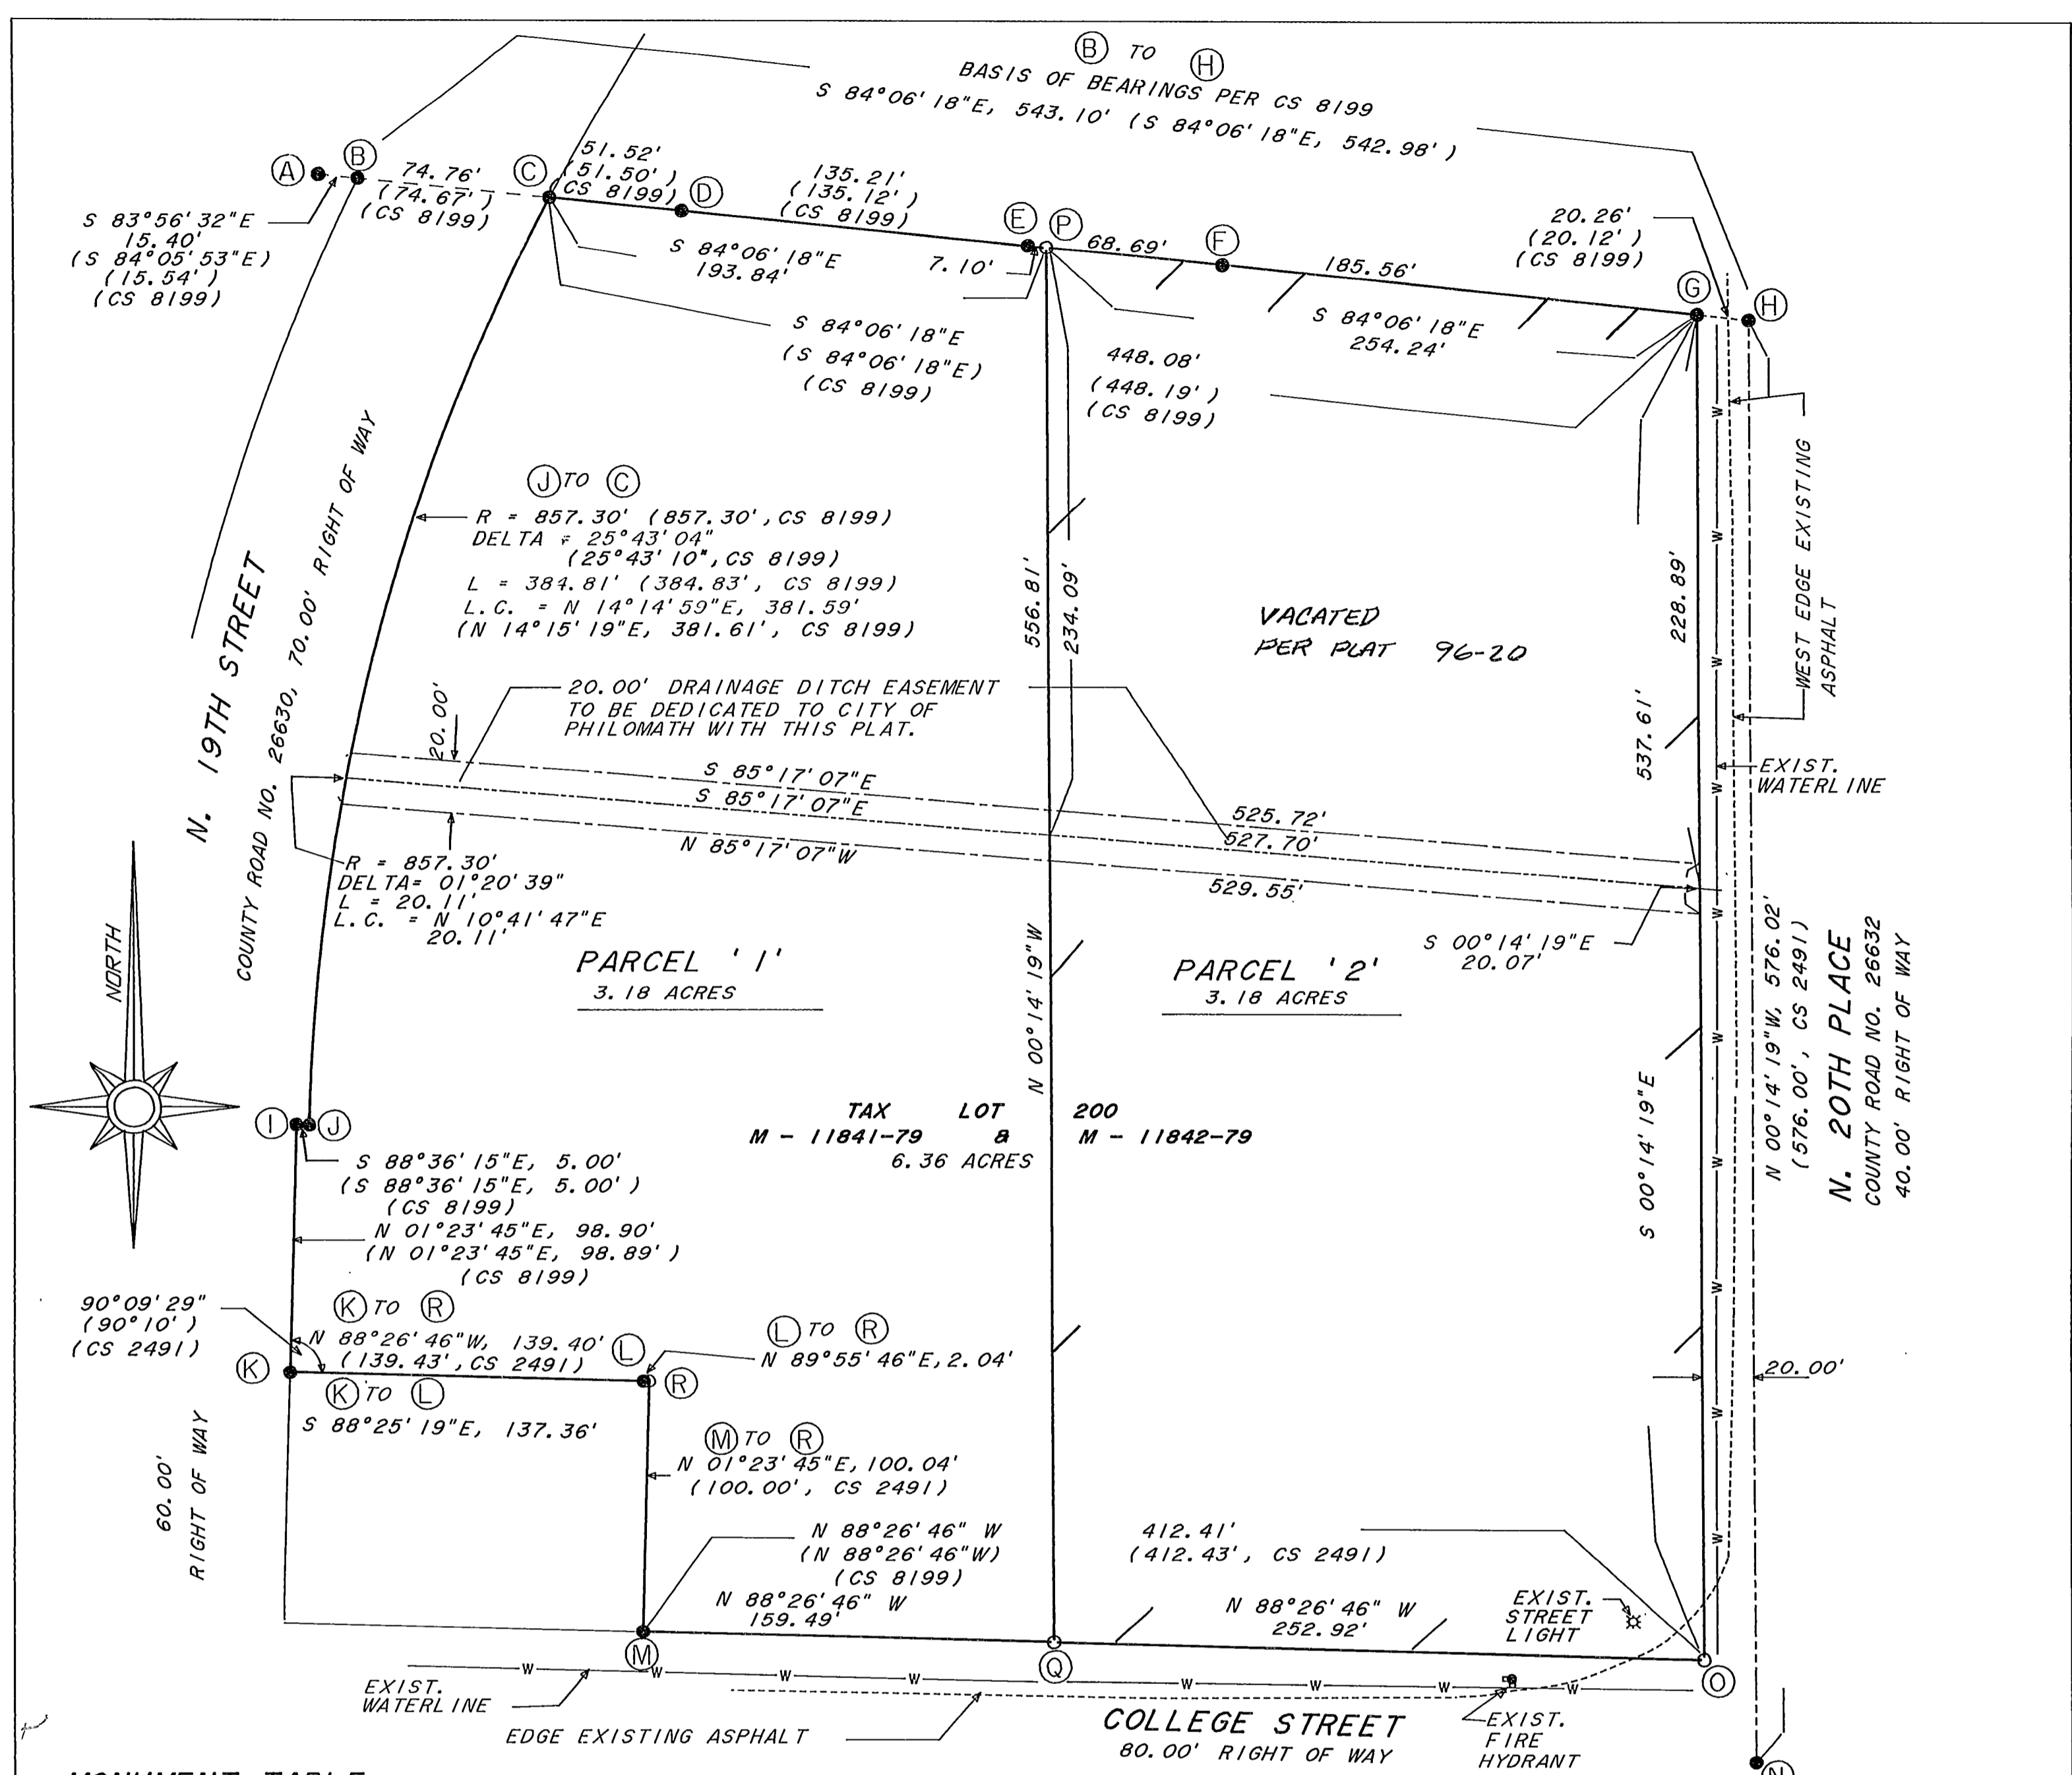 B TO H
BASIS OF BEARINGS PER CS 8199
S 84°06'18"E, 543.10' (S 84°06'18"E, 542.98')
A
B
74.76'
(74.67')
(CS 8199)
C
51.52'
(51.50')
CS 8199)
D
135.21'
(135.12')
(CS 8199)
E
P
68.69'
F
185.56'
20.26'
(20.12')
(CS 8199)
G
H
S 83°56'32"E
15.40'
(S 84°05'53"E)
(15.54')
(CS 8199)
S 84°06'18"E
193.84'
7.10'
S 84°06'18"E
(S 84°06'18"E)
(CS 8199)
448.08'
(448.19')
(CS 8199)
S 84°06'18"E
254.24'
WEST EDGE EXISTING
ASPHALT
J TO C
R = 857.30' (857.30', CS 8199)
DELTA = 25°43'04"
(25°43'10", CS 8199)
L = 384.81' (384.83', CS 8199)
L.C. = N 14°14'59"E, 381.59'
(N 14°15'19"E, 381.61', CS 8199)
N. 19TH STREET
COUNTY ROAD NO. 26630, 70.00' RIGHT OF WAY
556.81'
234.09'
VACATED
PER PLAT 96-20
228.89'
537.61'
20.00' DRAINAGE DITCH EASEMENT
TO BE DEDICATED TO CITY OF
PHILOMATH WITH THIS PLAT.
20.00'
S 85°17'07"E
S 85°17'07"E
N 85°17'07"W
525.72'
527.70'
529.55'
EXIST.
WATERLINE
R = 857.30'
DELTA= 01°20'39"
L = 20.11'
L.C. = N 10°41'47"E
20.11'
S 00°14'19"E
20.07'
NORTH
PARCEL '1'
3.18 ACRES
N 00°14'19"W
PARCEL '2'
3.18 ACRES
N 00°14'19"W, 576.02'
(576.00', CS 2491)
N. 20TH PLACE
COUNTY ROAD NO. 26632
40.00' RIGHT OF WAY
S 00°14'19"E
TAX LOT 200
M - 11841-79 & M - 11842-79
6.36 ACRES
I
J
S 88°36'15"E, 5.00'
(S 88°36'15"E, 5.00')
(CS 8199)
N 01°23'45"E, 98.90'
(N 01°23'45"E, 98.89')
(CS 8199)
90°09'29"
(90°10')
(CS 2491)
K TO R
N 88°26'46"W, 139.40'
(139.43', CS 2491)
L
L TO R
N 89°55'46"E, 2.04'
K
R
K TO L
S 88°25'19"E, 137.36'
20.00'
60.00'
RIGHT OF WAY
M TO R
N 01°23'45"E, 100.04'
(100.00', CS 2491)
N 88°26'46" W
(N 88°26'46"W)
(CS 8199)
N 88°26'46" W
159.49'
412.41'
(412.43', CS 2491)
N 88°26'46" W
252.92'
EXIST.
STREET
LIGHT
M
Q
O
W W W W W W W W W
W W W W W W W W W W
EXIST.
WATERLINE
EDGE EXISTING ASPHALT
COLLEGE STREET
80.00' RIGHT OF WAY
EXIST.
FIRE
HYDRANT
N
MONUMENT TABLE